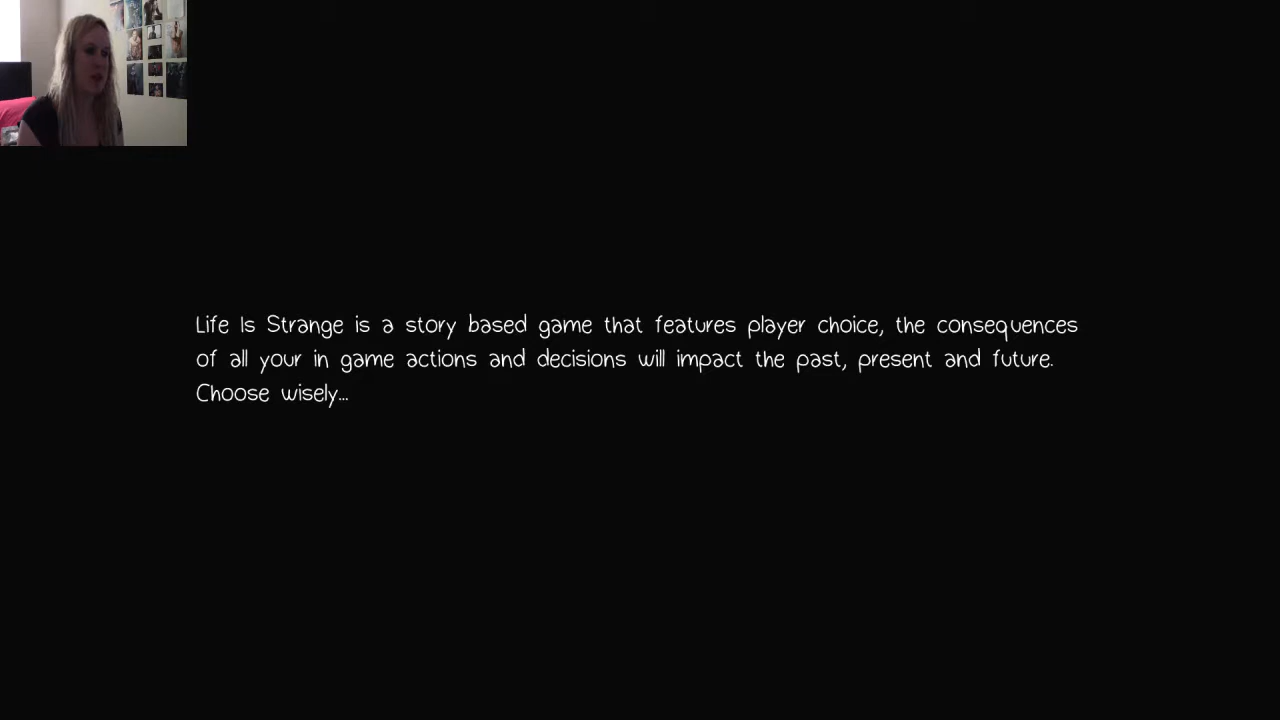 Life Is Strange is a story based game that features player choice, the consequences
of all your in game actions and decisions will impact the past, present and future.
Choose wisely...